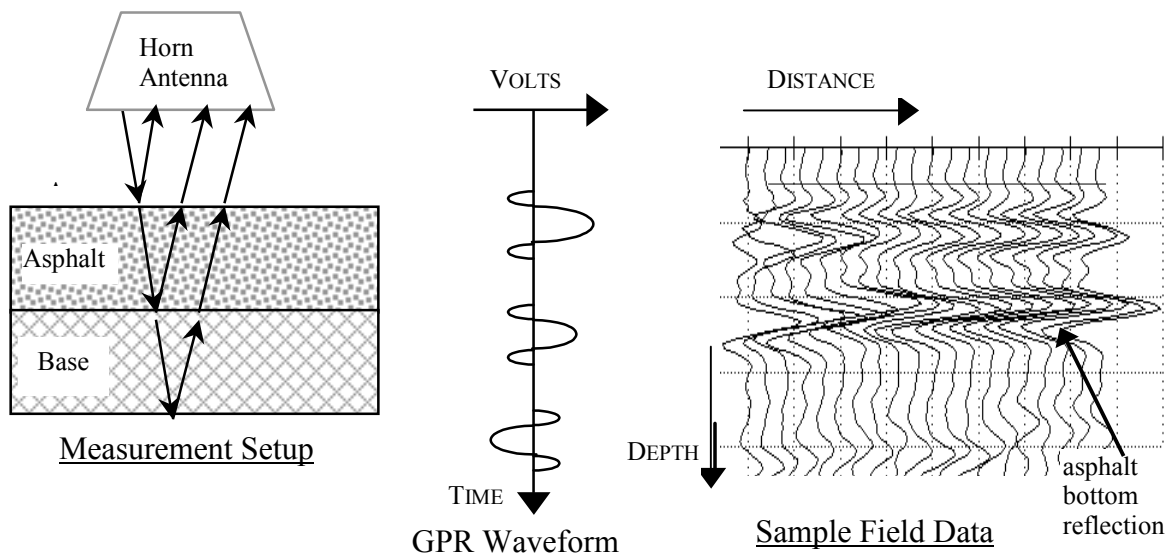 Horn
Antenna
Asphalt
Base
Measurement Setup
VOLTS
TIME
GPR Waveform
DISTANCE
DEPTH
asphalt
bottom
reflection
Sample Field Data